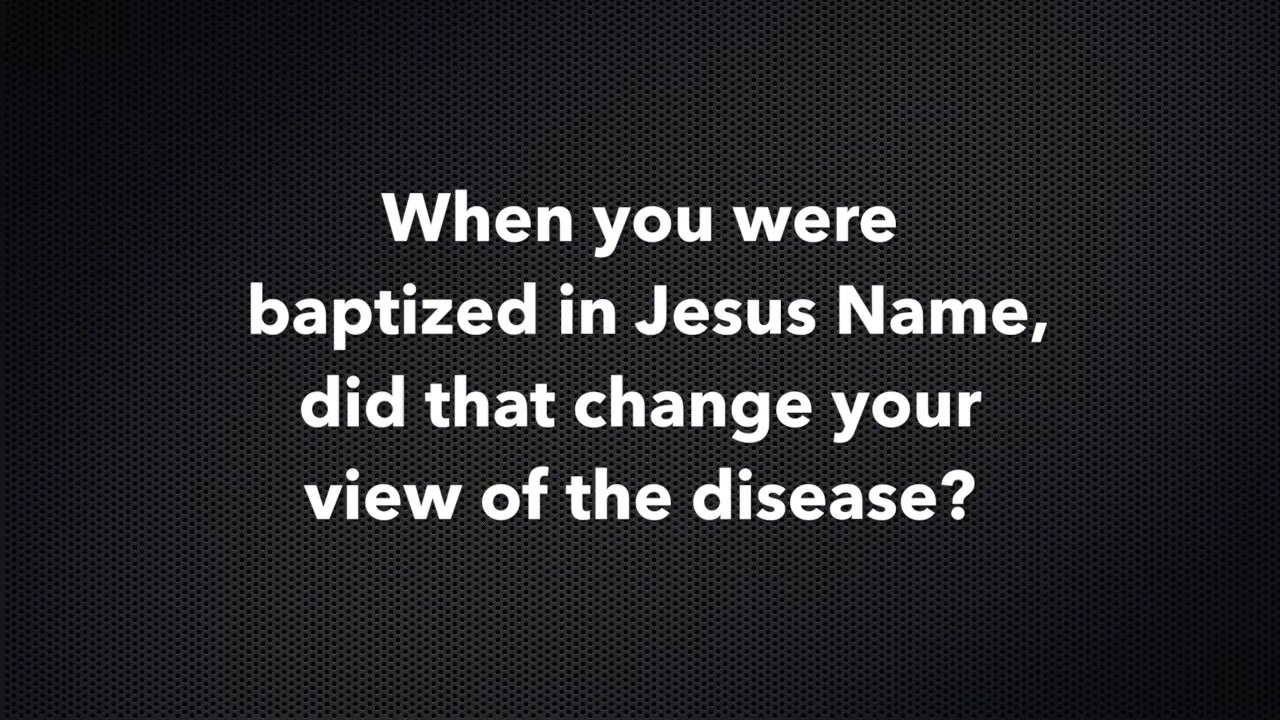 When you were
baptized in Jesus Name,
did that change your
view of the disease?